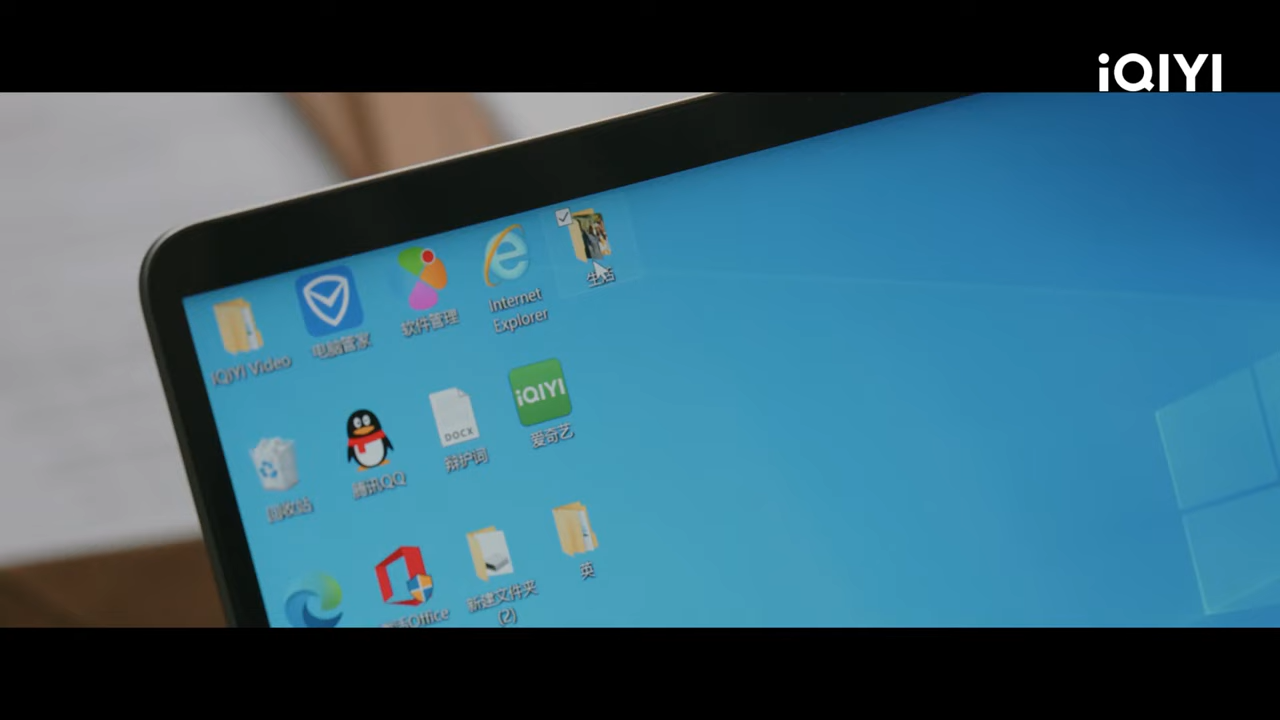 iQIYI
iQIYI Video
电脑管家
软件管理
Internet
Explorer
生活
回收站
腾讯QQ
DOCX
辩护词
iQIYI
爱奇艺
Office
新建文件夹
(2)
英